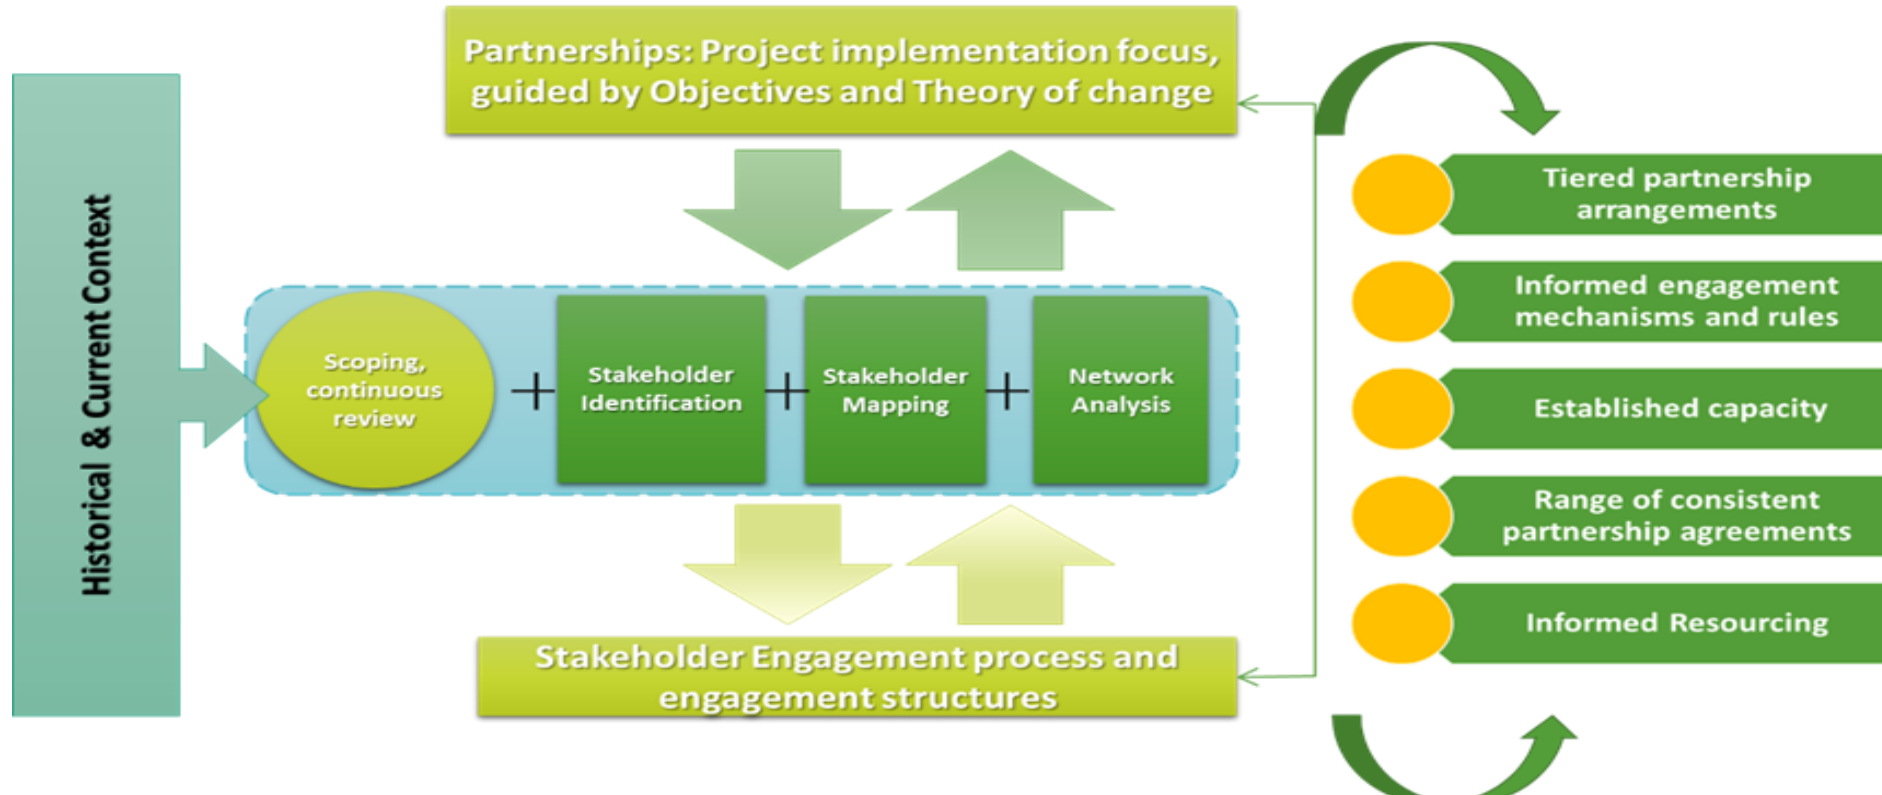 Partnerships: Project implementation focus,
guided by Objectives and Theory of change
Historical & Current Context
Scoping,
continuous
review
+
Stakeholder
Identification
+
Stakeholder
Mapping
+
Network
Analysis
Stakeholder Engagement process and
engagement structures
Tiered partnership
arrangements
Informed engagement
mechanisms and rules
Established capacity
Range of consistent
partnership agreements
Informed Resourcing